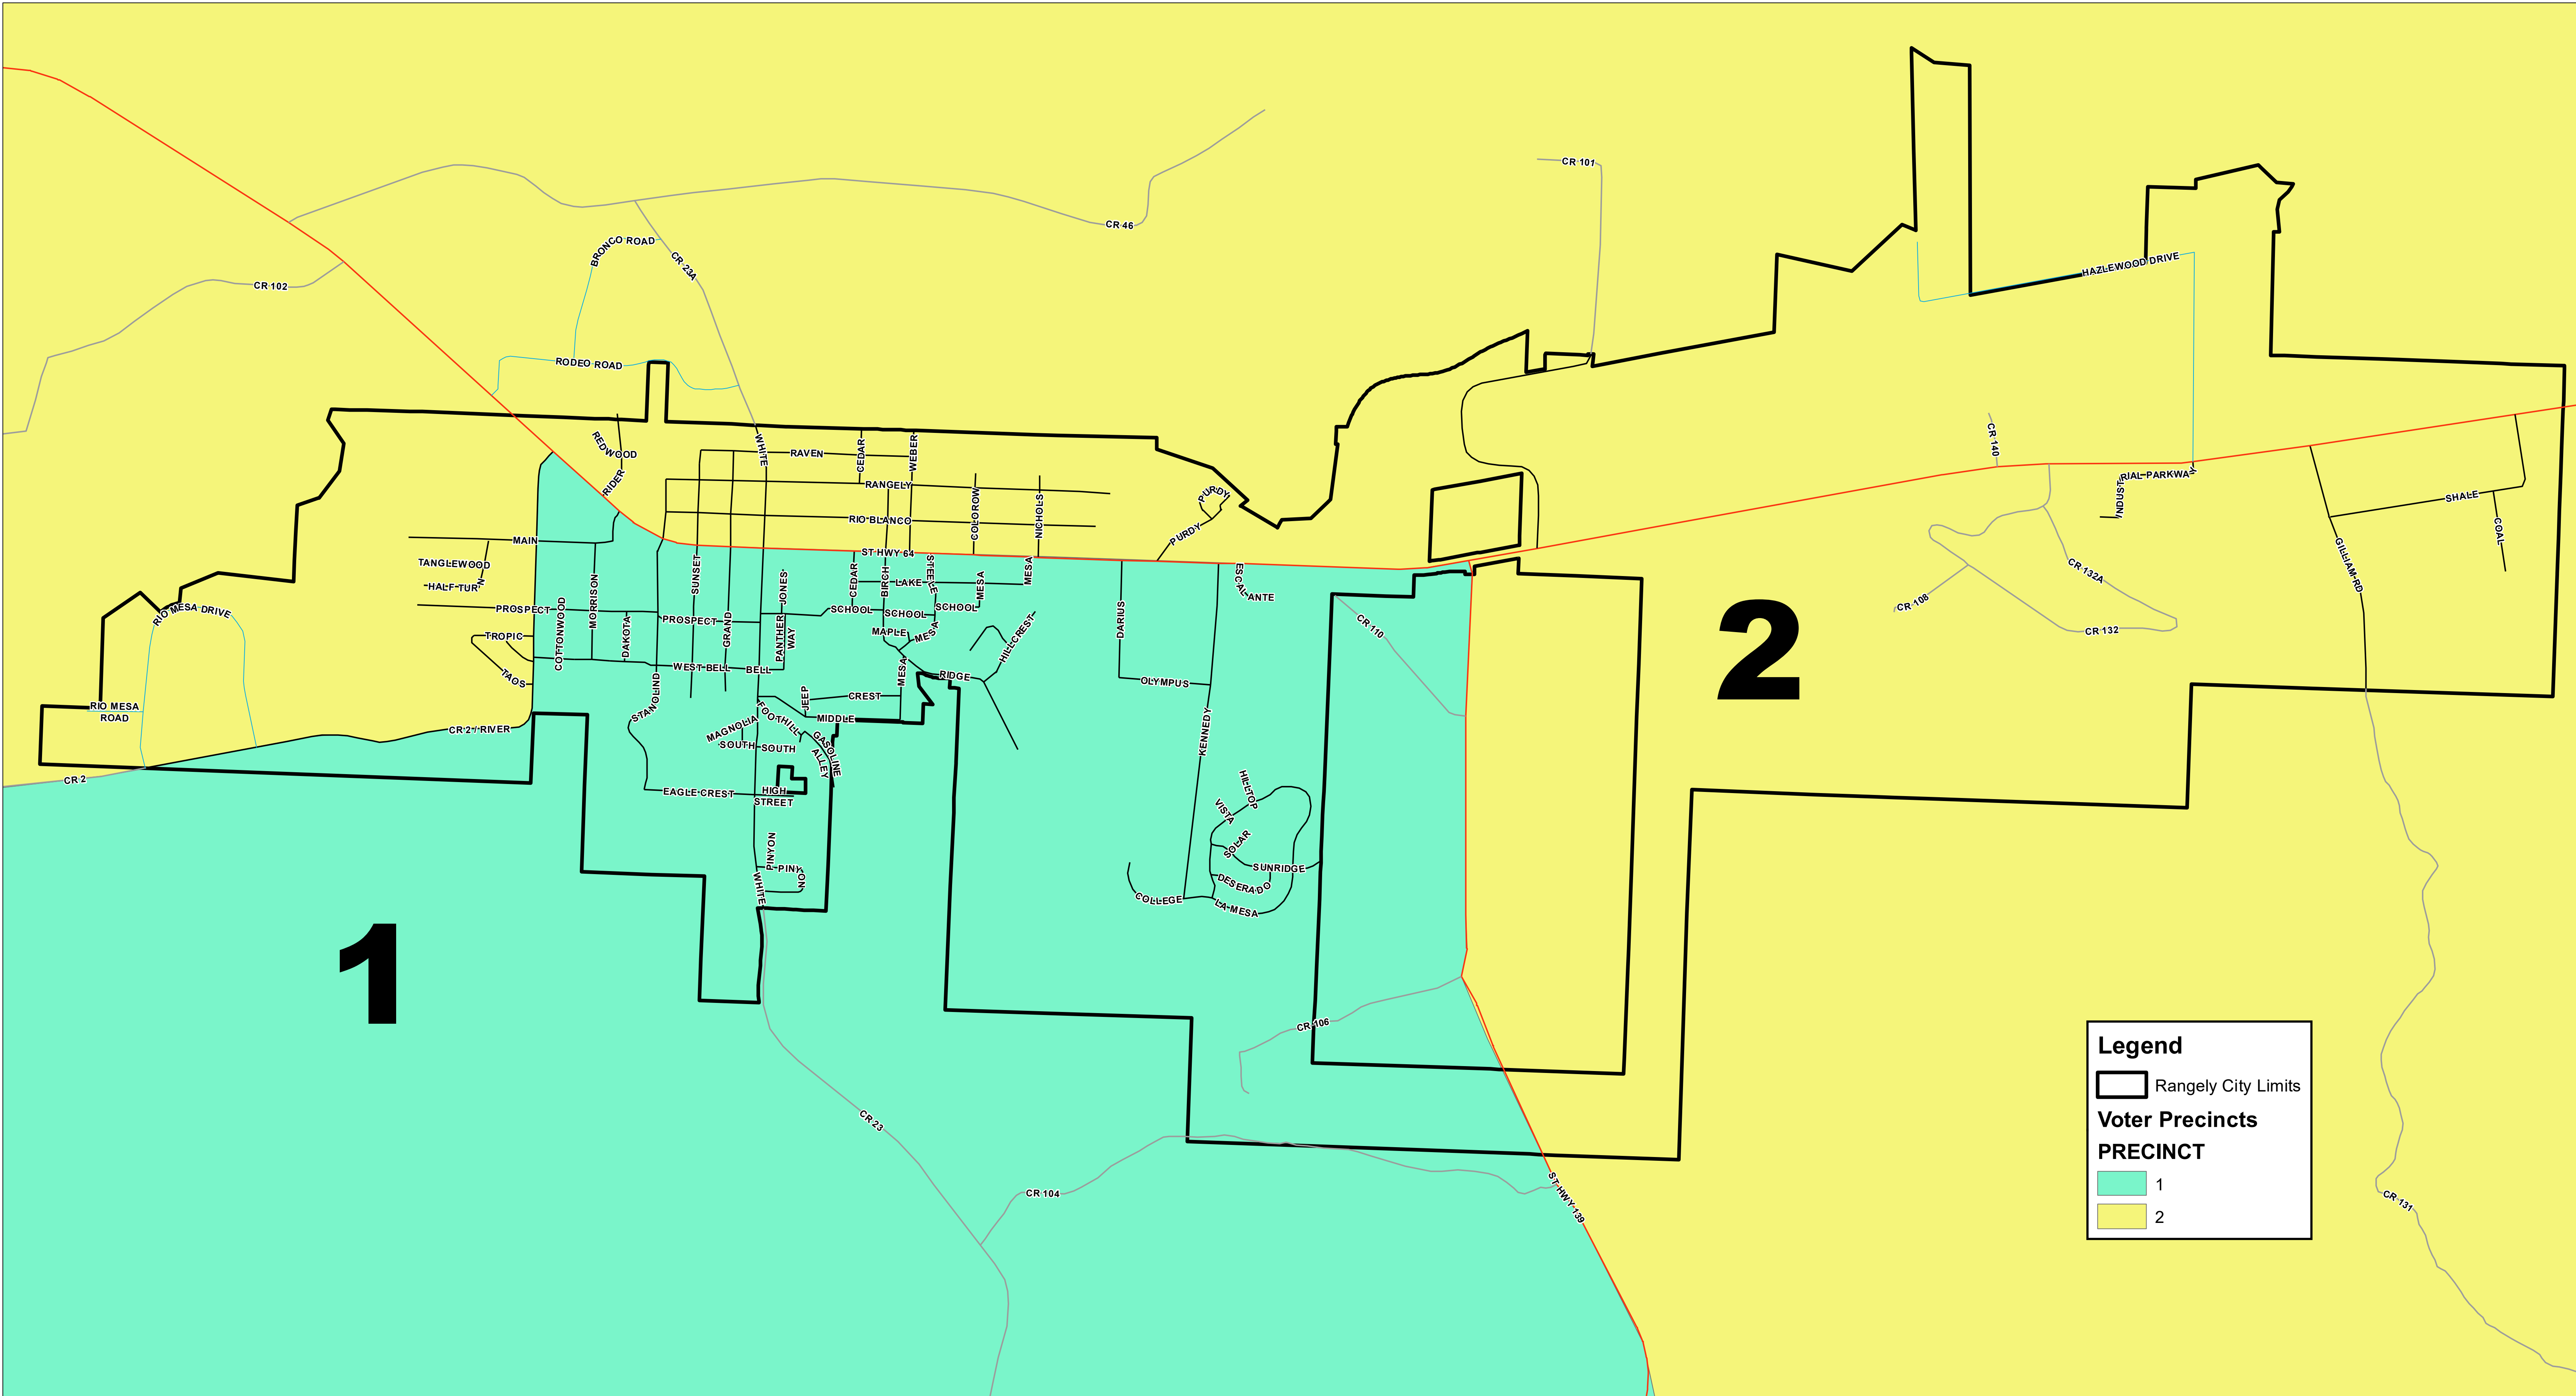 CR 101
CR 46
BRONCO ROAD
CR 23A
HAZLEWOOD DRIVE
CR 102
RODEO ROAD
REDWOOD
RIDER
WHITE
RAVEN
CEDAR
WEBER
RANGELY
COLOROW
NICHOLS
RIO BLANCO
PURDY
PURDY
CR 140
INDUSTRIAL PARKWAY
SHALE
COAL
GILLIAM RD
MAIN
ST HWY 64
TANGLEWOOD
HALF TURN
SUNSET
JONES
CEDAR
BIRCH
STEELE
LAKE
MESA
MESA
ESCALANTE
CR 132A
CR 108
CR 132
RIO MESA DRIVE
PROSPECT
COTTONWOOD
MORRISON
DAKOTA
PROSPECT
GRAND
PANTHER
WAY
SCHOOL
SCHOOL
SCHOOL
MAPLE
MESA
HILLCREST
DARIUS
CR 110
2
TROPIC
TAOS
WEST BELL
BELL
MESA
RIDGE
OLYMPUS
STANOLIND
JEEP
CREST
RIO MESA
ROAD
CR 2 / RIVER
MAGNOLIA
FOOTHILL
MIDDLE
SOUTH
SOUTH
GASOLINE
ALLEY
KENNEDY
CR 2
EAGLE CREST
HIGH
STREET
HILLTOP
VISTA
SOLAR
SUNRIDGE
DESERADO
LA MESA
COLLEGE
PINYON
PINYON
WHITE
1
CR 106
CR 23
CR 104
ST HWY 139
CR 131
Legend
Rangely City Limits
Voter Precincts
PRECINCT
1
2